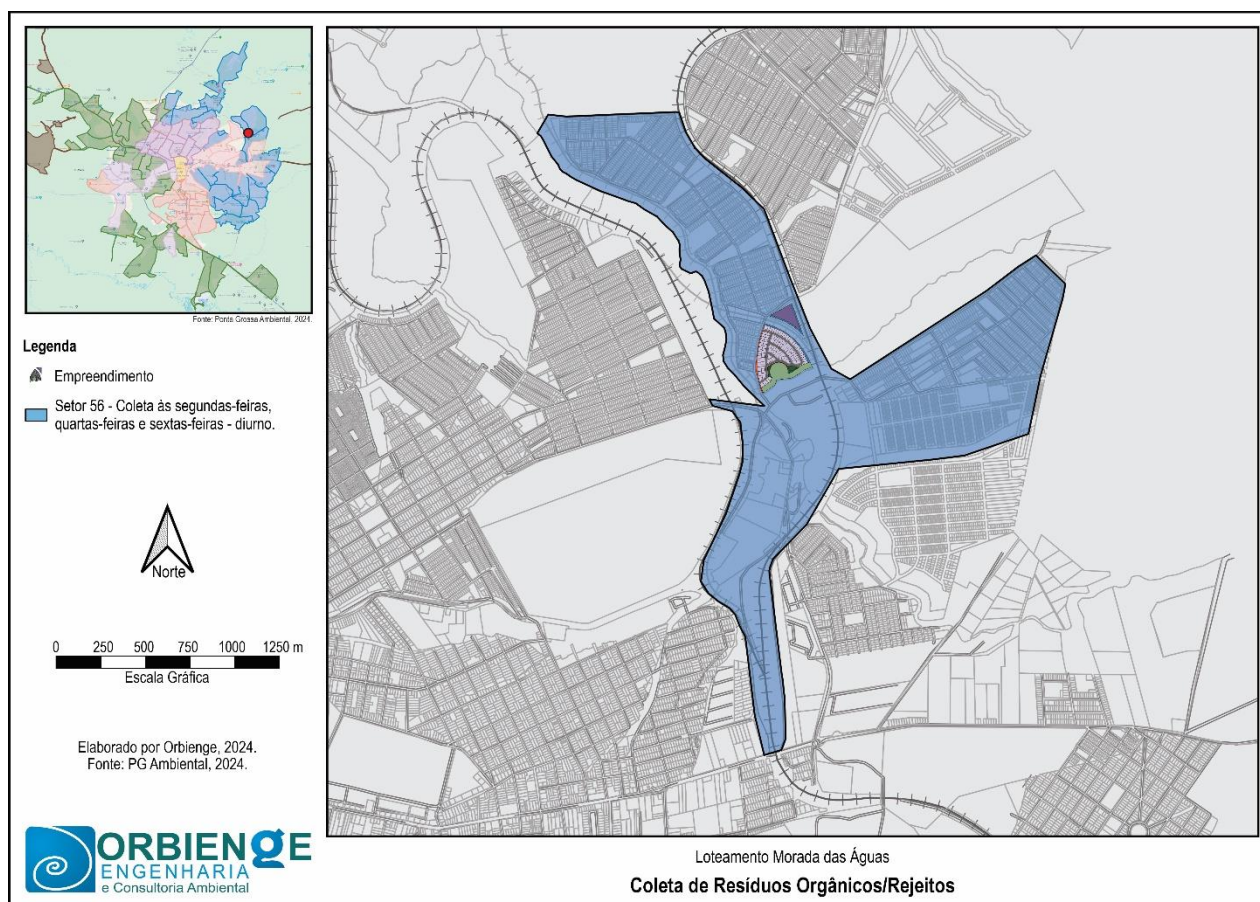 Fonte: Ponta Grossa Ambiental, 2024.
Legenda
Empreendimento
Setor 56 - Coleta às segundas-feiras,
quartas-feiras e sextas-feiras - diurno.
Norte
0 250 500 750 1000 1250 m
Escala Gráfica
Elaborado por Orbienge, 2024.
Fonte: PG Ambiental, 2024.
ORBIENGE
ENGENHARIA
e Consultoria Ambiental
Loteamento Morada das Águas
Coleta de Resíduos Orgânicos/Rejeitos